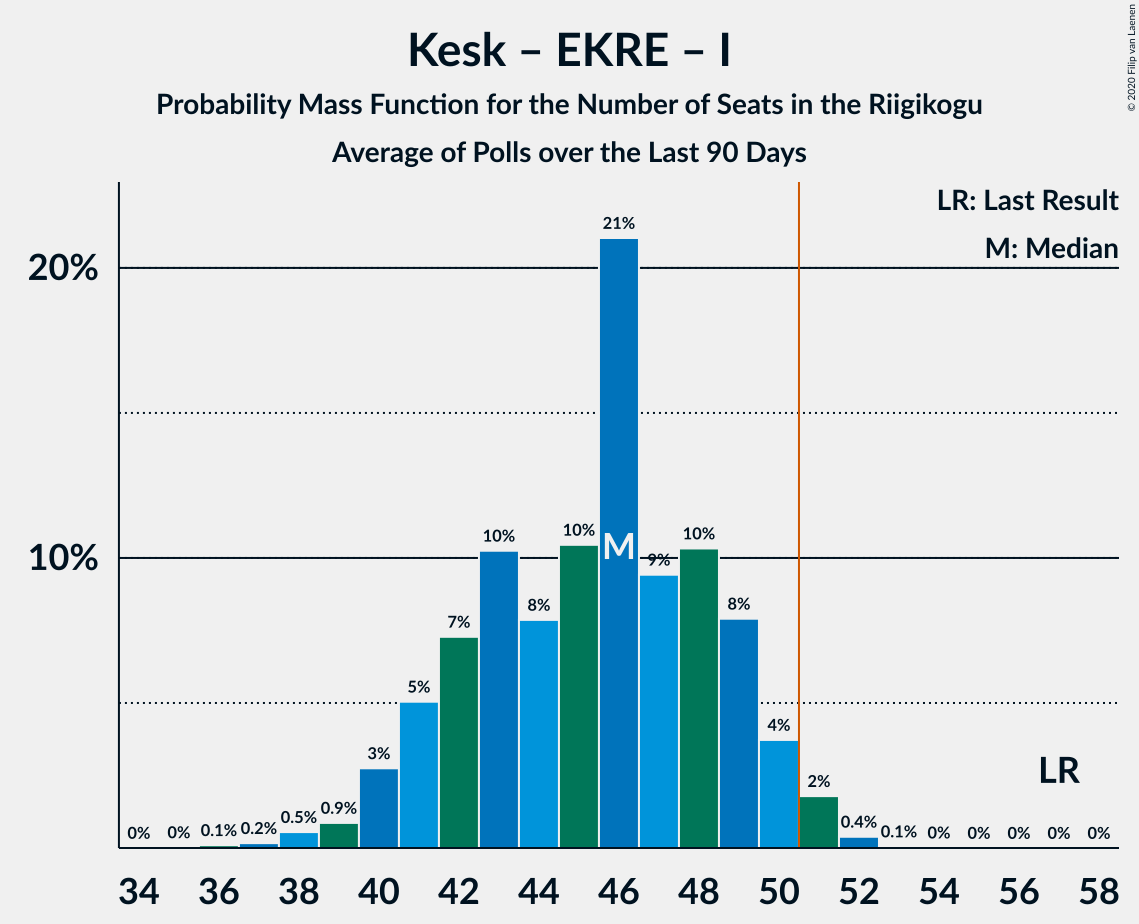 Kesk – EKRE – I
Probability Mass Function for the Number of Seats in the Riigikogu
Average of Polls over the Last 90 Days
© 2020 Filip van Laenen
LR: Last Result
M: Median
20%
10%
0% 0% 0.1% 0.2% 0.5% 0.9% 3% 5% 7% 10% 8% 10% 21% 9% 10% 8% 4% 2% 0.4% 0.1% 0% 0% 0% 0% 0%
M
LR
34 36 38 40 42 44 46 48 50 52 54 56 58